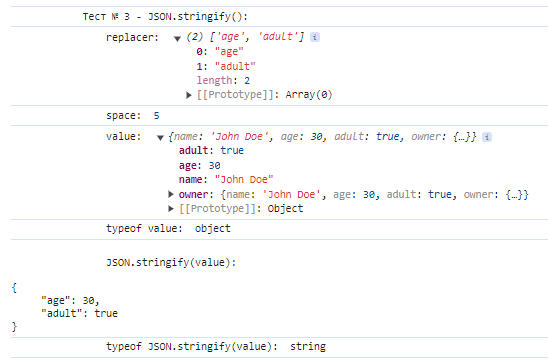 Тест № 3 - JSON.stringify():
replacer: ▼ (2) ['age', 'adult'] i
0: "age"
1: "adult"
length: 2
▶ [[Prototype]]: Array(0)
space: 5
value: ▼ {name: 'John Doe', age: 30, adult: true, owner: {…}} i
adult: true
age: 30
name: "John Doe"
▶ owner: {name: 'John Doe', age: 30, adult: true, owner: {…}}
▶ [[Prototype]]: Object
typeof value: object
JSON.stringify(value):
{
"age": 30,
"adult": true
}
typeof JSON.stringify(value): string